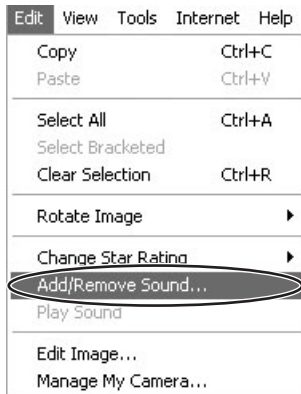 Edit View Tools Internet Help
Copy Ctrl+C
Paste Ctrl+V
Select All Ctrl+A
Select Bracketed
Clear Selection Ctrl+R
Rotate Image
Change Star Rating
Add/Remove Sound...
Play Sound
Edit Image...
Manage My Camera...